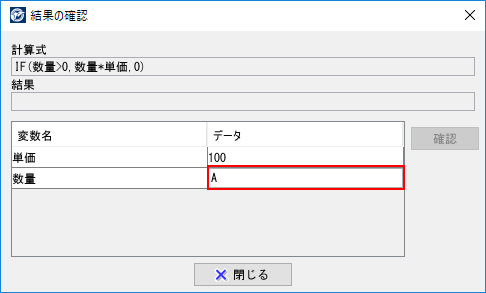 結果の確認
計算式
IF(数量>0,数量*単価,0)
結果
変数名 データ
単価 100
数量 A
確認
閉じる